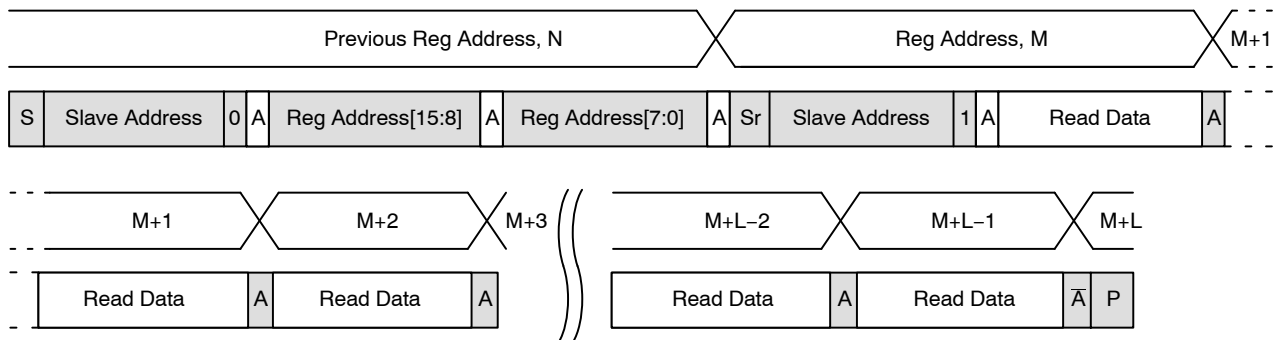 Previous Reg Address, N Reg Address, M M+1
S Slave Address 0 A Reg Address[15:8] A Reg Address[7:0] A Sr Slave Address 1 A Read Data A
M+1 M+2 M+3 M+L−2 M+L−1 M+L
Read Data A Read Data A Read Data A Read Data A̅ P